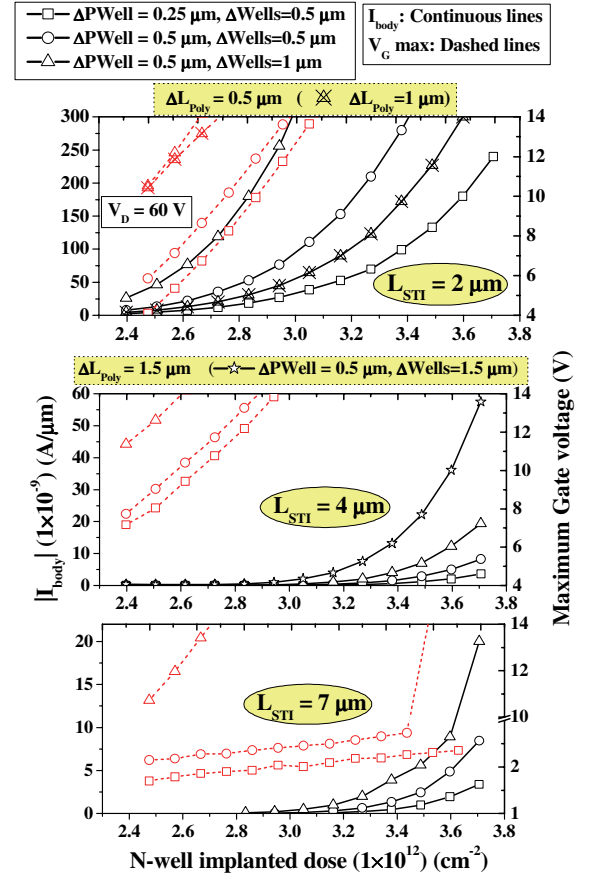 ΔPWell = 0.25 μm, ΔWells=0.5 μm
ΔPWell = 0.5 μm, ΔWells=0.5 μm
ΔPWell = 0.5 μm, ΔWells=1 μm
I_body: Continuous lines
V_G max: Dashed lines
ΔL_Poly = 0.5 μm ( ΔL_Poly=1 μm)
300
250
200
150
100
50
0
14
12
10
8
6
4
V_D = 60 V
L_STI = 2 μm
2.4 2.6 2.8 3.0 3.2 3.4 3.6 3.8
ΔL_Poly = 1.5 μm ( ΔPWell = 0.5 μm, ΔWells=1.5 μm)
60
50
40
30
20
10
0
14
12
10
8
6
4
L_STI = 4 μm
2.4 2.6 2.8 3.0 3.2 3.4 3.6 3.8
|I_body| (1×10^-9) (A/μm)
Maximum Gate voltage (V)
20
15
10
5
0
14
12
10
2
1
L_STI = 7 μm
2.4 2.6 2.8 3.0 3.2 3.4 3.6 3.8
N-well implanted dose (1×10^12) (cm^-2)